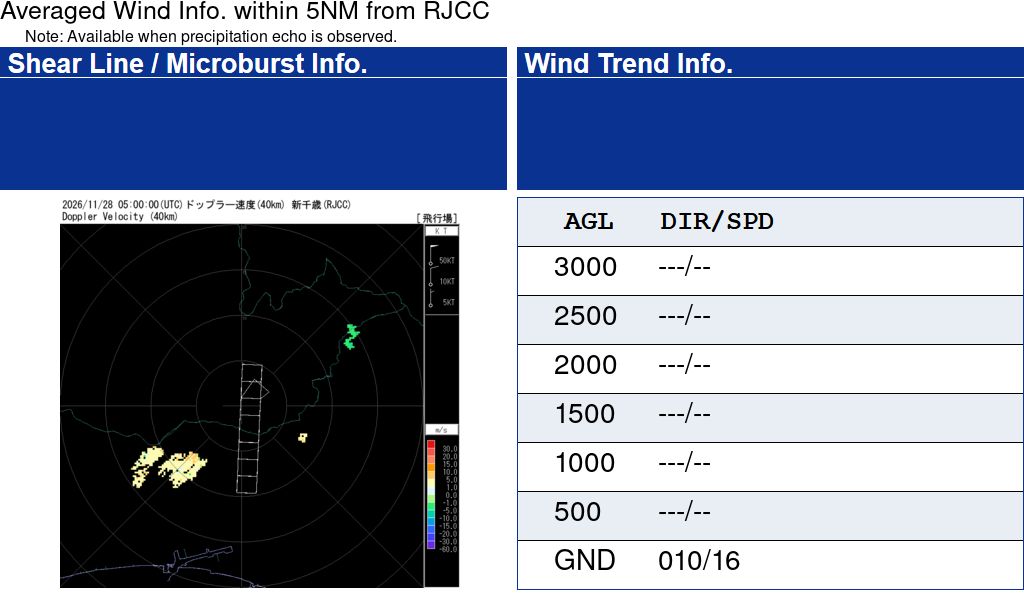 Averaged Wind Info. within 5NM from RJCC
Note: Available when precipitation echo is observed.
Shear Line / Microburst Info.
Wind Trend Info.
2026/11/28 05:00:00(UTC) ドップラー速度(40km) 新千歳(RJCC)
Doppler Velocity (40km)
[飛行場]
KT
50KT
10KT
5KT
m/s
30.0
20.0
15.0
10.0
5.0
1.0
0.0
-1.0
-5.0
-10.0
-15.0
-20.0
-30.0
-60.0
AGL DIR/SPD
3000 ---/--
2500 ---/--
2000 ---/--
1500 ---/--
1000 ---/--
500 ---/--
GND 010/16